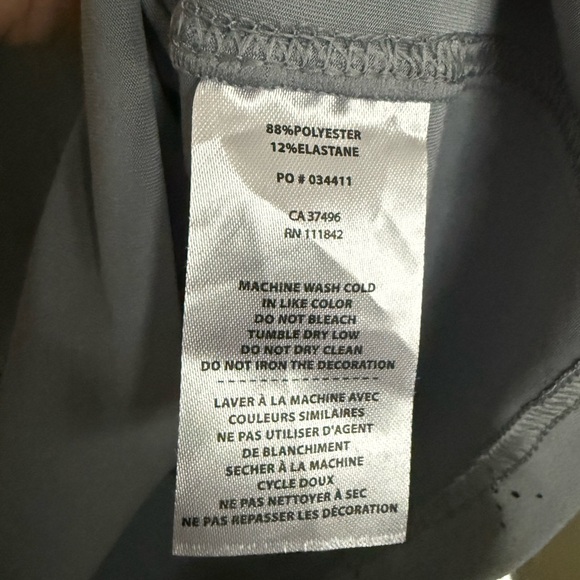 88%POLYESTER
12%ELASTANE
PO # 034411
CA 37496
RN 111842
MACHINE WASH COLD
IN LIKE COLOR
DO NOT BLEACH
TUMBLE DRY LOW
DO NOT DRY CLEAN
DO NOT IRON THE DECORATION
LAVER À LA MACHINE AVEC
COULEURS SIMILAIRES
NE PAS UTILISER D'AGENT
DE BLANCHIMENT
SECHER À LA MACHINE
CYCLE DOUX
NE PAS NETTOYER À SEC
NE PAS REPASSER LES DÉCORATION